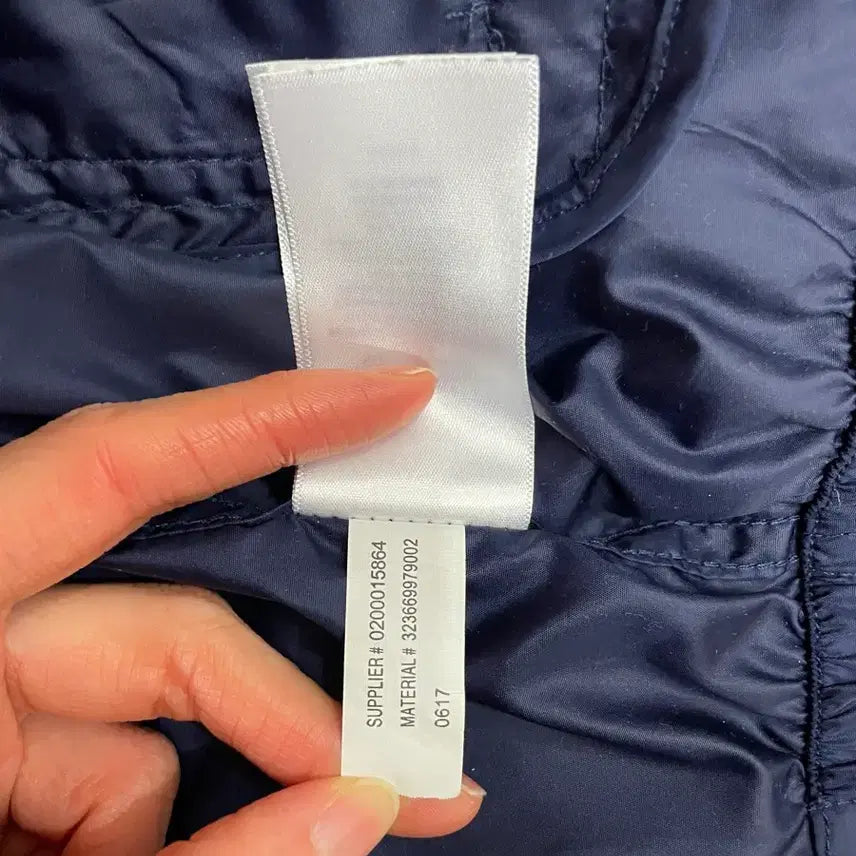 SUPPLIER# 0200015864
MATERIAL# 323669979002
0617